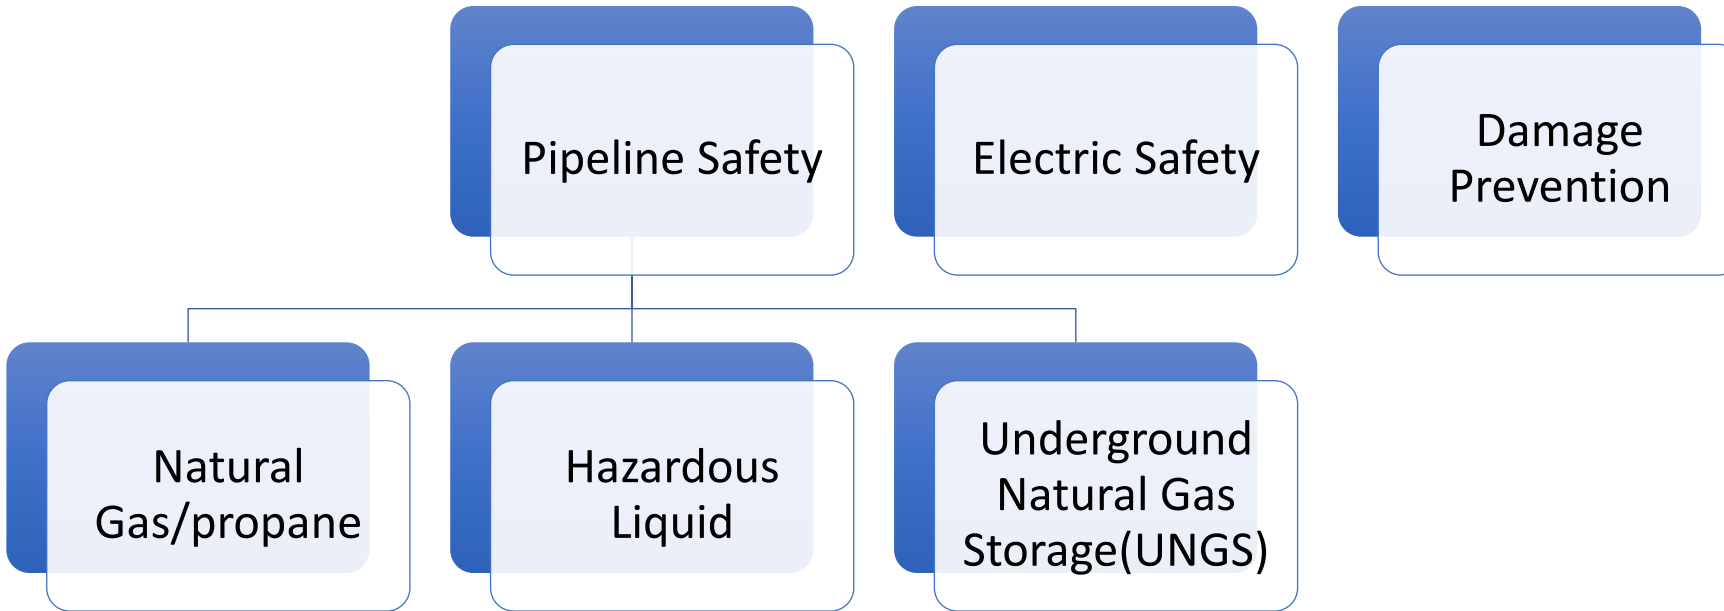 Pipeline Safety
Electric Safety
Damage
Prevention
Natural
Gas/propane
Hazardous
Liquid
Underground
Natural Gas
Storage(UNGS)